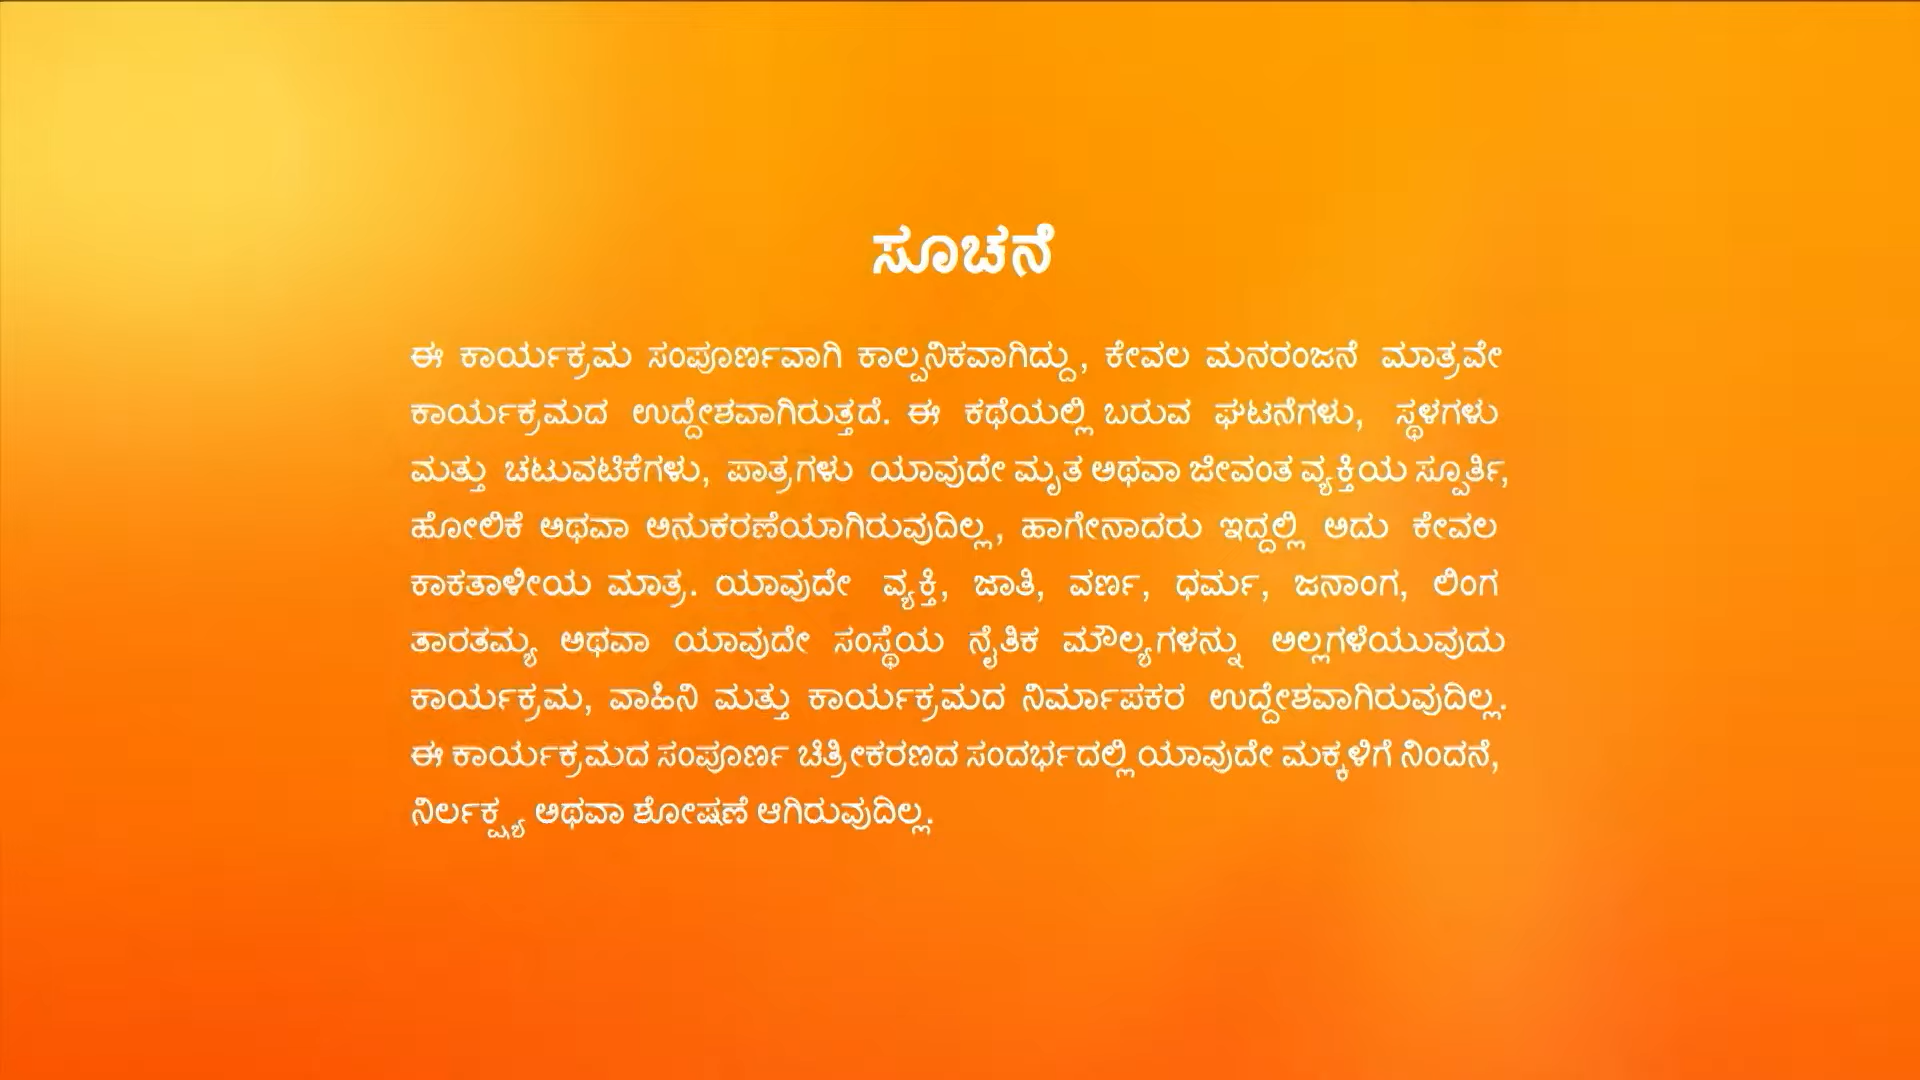 ಸೂಚನೆ
ಈ ಕಾರ್ಯಕ್ರಮ ಸಂಪೂರ್ಣವಾಗಿ ಕಾಲ್ಪನಿಕವಾಗಿದ್ದು, ಕೇವಲ ಮನರಂಜನೆ ಮಾತ್ರವೇ
ಕಾರ್ಯಕ್ರಮದ ಉದ್ದೇಶವಾಗಿರುತ್ತದೆ. ಈ ಕಥೆಯಲ್ಲಿ ಬರುವ ಘಟನೆಗಳು, ಸ್ಥಳಗಳು
ಮತ್ತು ಚಟುವಟಿಕೆಗಳು, ಪಾತ್ರಗಳು ಯಾವುದೇ ಮೃತ ಅಥವಾ ಜೀವಂತ ವ್ಯಕ್ತಿಯ ಸ್ಪೂರ್ತಿ,
ಹೋಲಿಕೆ ಅಥವಾ ಅನುಕರಣೆಯಾಗಿರುವುದಿಲ್ಲ, ಹಾಗೇನಾದರು ಇದ್ದಲ್ಲಿ ಅದು ಕೇವಲ
ಕಾಕತಾಳೀಯ ಮಾತ್ರ. ಯಾವುದೇ ವ್ಯಕ್ತಿ, ಜಾತಿ, ವರ್ಣ, ಧರ್ಮ, ಜನಾಂಗ, ಲಿಂಗ
ತಾರತಮ್ಯ ಅಥವಾ ಯಾವುದೇ ಸಂಸ್ಥೆಯ ನೈತಿಕ ಮೌಲ್ಯಗಳನ್ನು ಅಲ್ಲಗಳೆಯುವುದು
ಕಾರ್ಯಕ್ರಮ, ವಾಹಿನಿ ಮತ್ತು ಕಾರ್ಯಕ್ರಮದ ನಿರ್ಮಾಪಕರ ಉದ್ದೇಶವಾಗಿರುವುದಿಲ್ಲ.
ಈ ಕಾರ್ಯಕ್ರಮದ ಸಂಪೂರ್ಣ ಚಿತ್ರೀಕರಣದ ಸಂದರ್ಭದಲ್ಲಿ ಯಾವುದೇ ಮಕ್ಕಳಿಗೆ ನಿಂದನೆ,
ನಿರ್ಲಕ್ಷ್ಯ ಅಥವಾ ಶೋಷಣೆ ಆಗಿರುವುದಿಲ್ಲ.